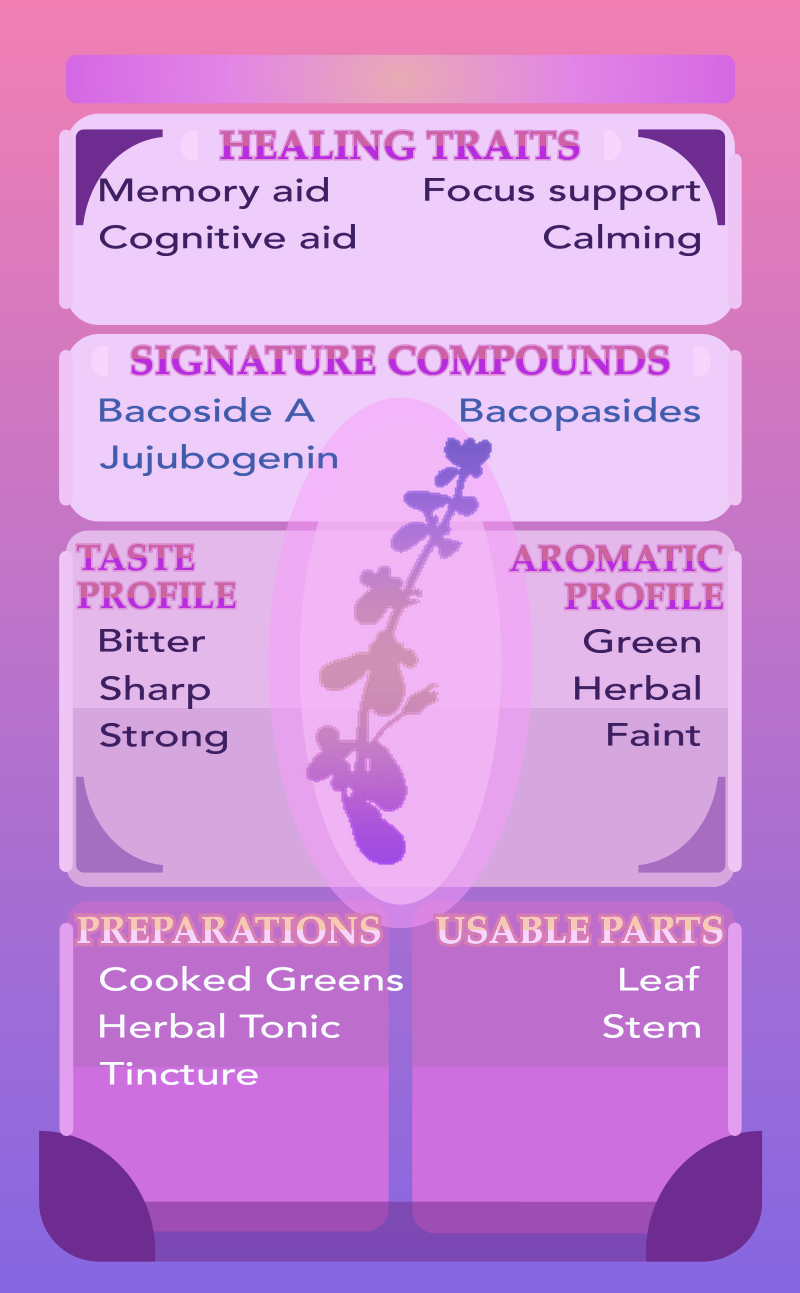 HEALING TRAITS
Memory aid
Focus support
Cognitive aid
Calming
SIGNATURE COMPOUNDS
Bacoside A
Bacopasides
Jujubogenin
TASTE
PROFILE
Bitter
Sharp
Strong
AROMATIC
PROFILE
Green
Herbal
Faint
PREPARATIONS
Cooked Greens
Herbal Tonic
Tincture
USABLE PARTS
Leaf
Stem